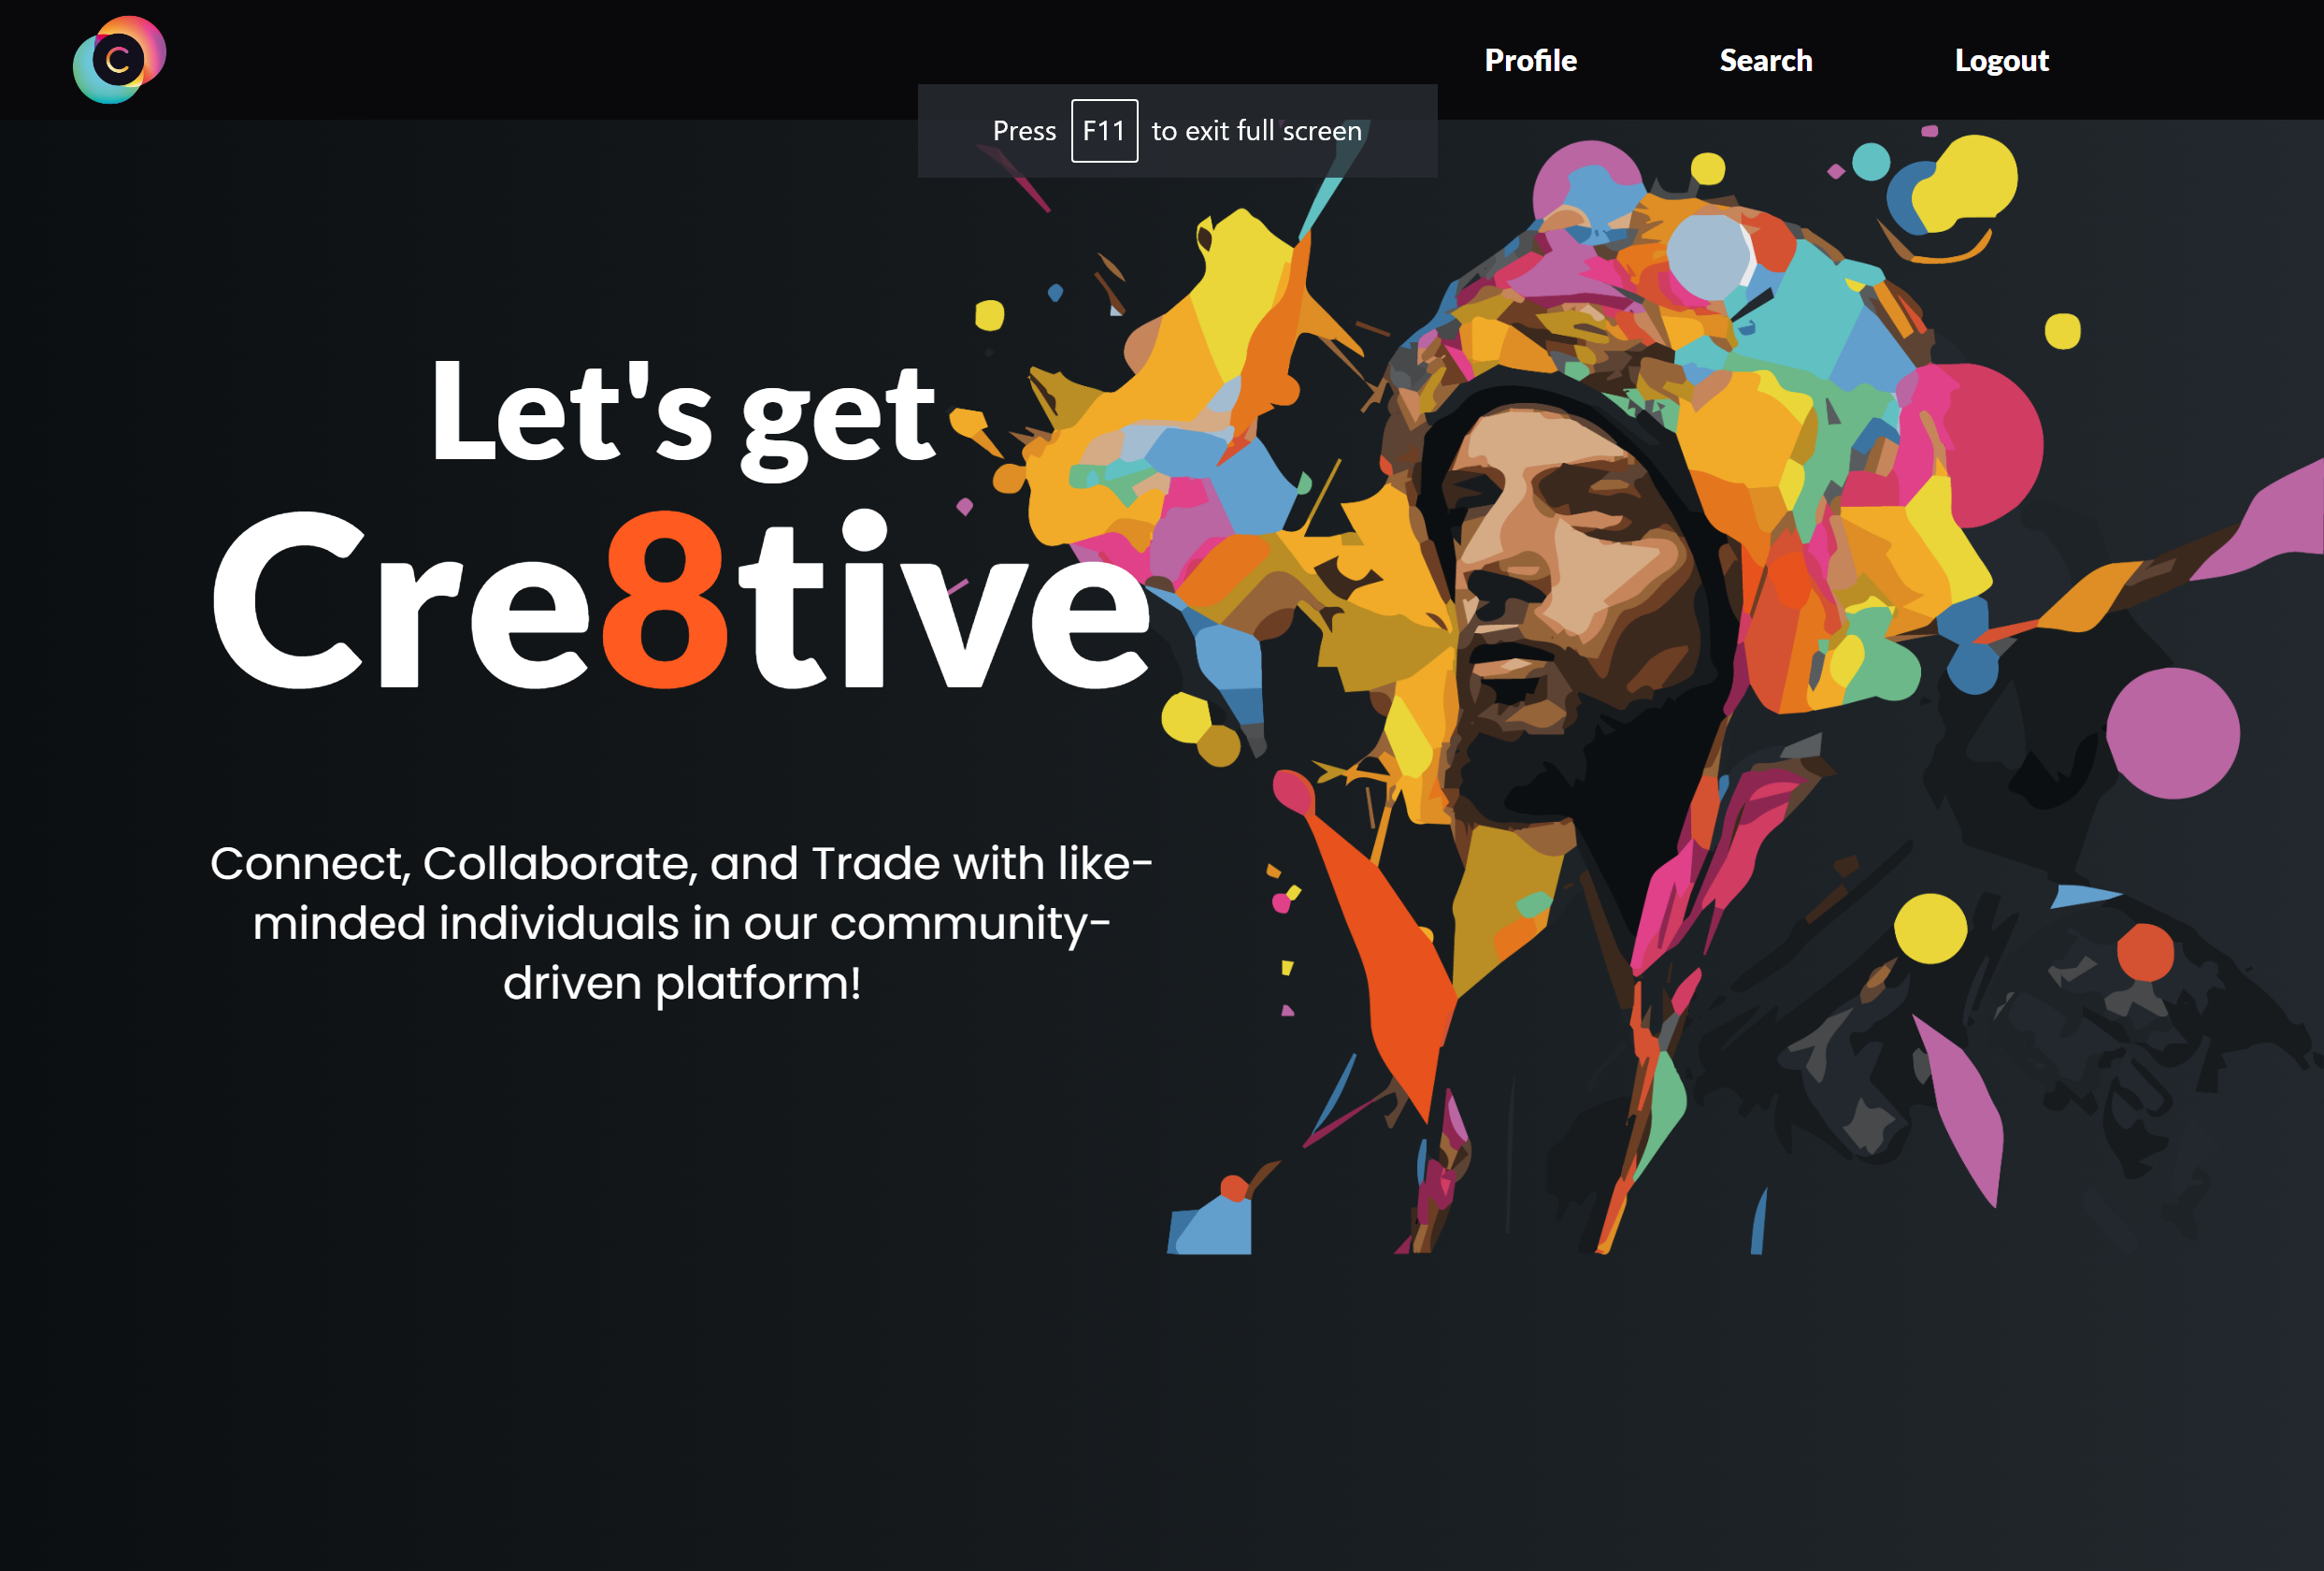 C
Profile Search Logout
Press F11 to exit full screen
Let's get
Cre8tive
Connect, Collaborate, and Trade with like-
minded individuals in our community-
driven platform!